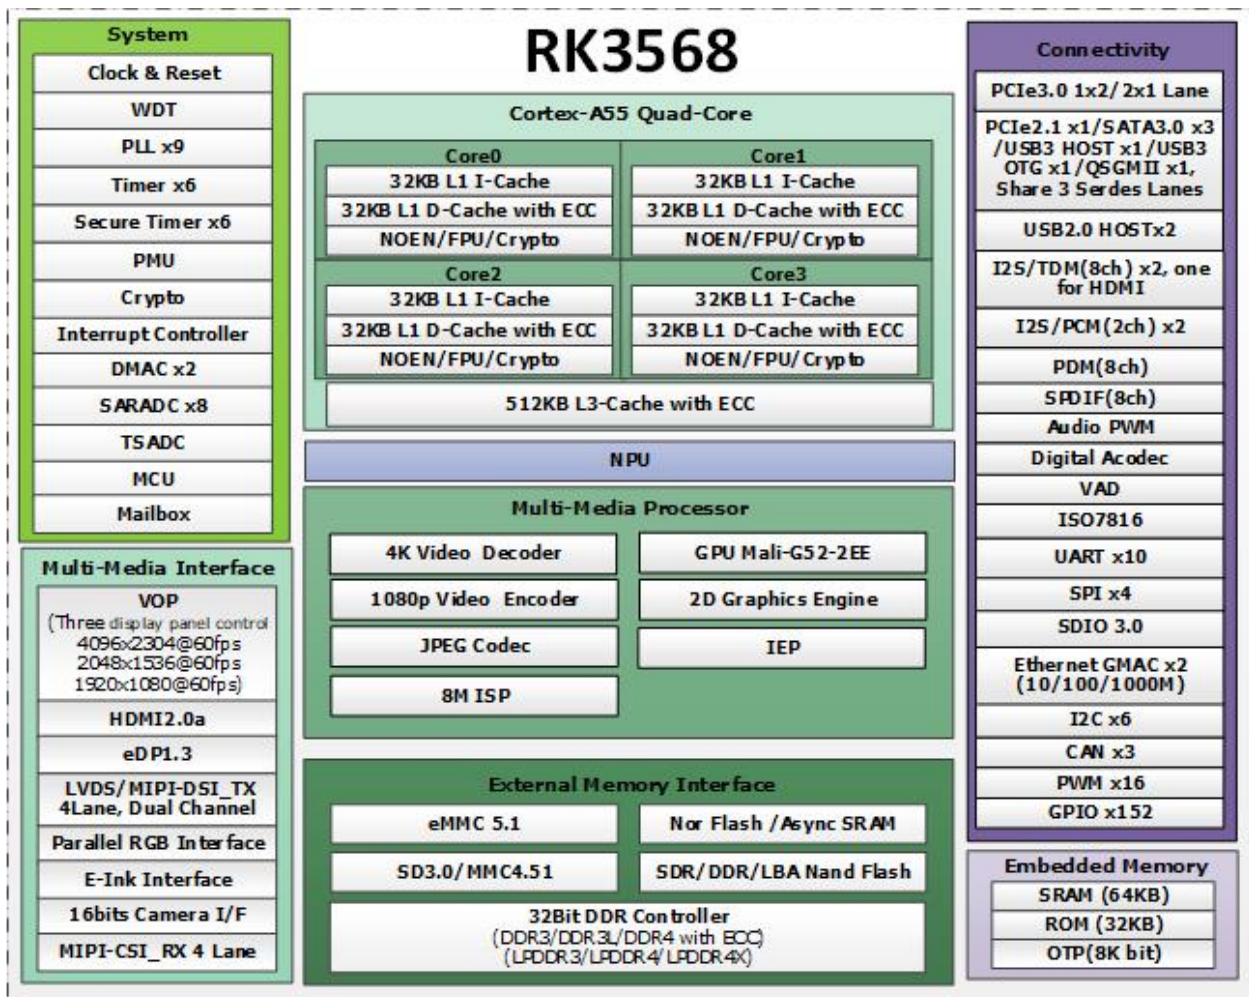 RK3568
System
Clock & Reset
WDT
PLL x9
Timer x6
Secure Timer x6
PMU
Crypto
Interrupt Controller
DMAC x2
SARADC x8
TSADC
MCU
Mailbox
Multi-Media Interface
VOP
(Three display panel control
4096x2304@60fps
2048x1536@60fps
1920x1080@60fps)
HDMI2.0a
eDP1.3
LVDS/MIPI-DSI_TX
4Lane, Dual Channel
Parallel RGB Interface
E-Ink Interface
16bits Camera I/F
MIPI-CSI_RX 4 Lane
Cortex-A55 Quad-Core
Core0
32KB L1 I-Cache
32KB L1 D-Cache with ECC
NOEN/FPU/Crypto
Core1
32KB L1 I-Cache
32KB L1 D-Cache with ECC
NOEN/FPU/Crypto
Core2
32KB L1 I-Cache
32KB L1 D-Cache with ECC
NOEN/FPU/Crypto
Core3
32KB L1 I-Cache
32KB L1 D-Cache with ECC
NOEN/FPU/Crypto
512KB L3-Cache with ECC
NPU
Multi-Media Processor
4K Video Decoder
1080p Video Encoder
JPEG Codec
8M ISP
GPU Mali-G52-2EE
2D Graphics Engine
IEP
External Memory Interface
eMMC 5.1
Nor Flash /Async SRAM
SD3.0/MMC4.51
SDR/DDR/LBA Nand Flash
32Bit DDR Controller
(DDR3/DDR3L/DDR4 with ECC)
(LPDDR3/LPDDR4/LPDDR4X)
Connectivity
PCIe3.0 1x2/2x1 Lane
PCIe2.1 x1/SATA3.0 x3
/USB3 HOST x1/USB3
OTG x1/QSGMII x1,
Share 3 Serdes Lanes
USB2.0 HOSTx2
I2S/TDM(8ch) x2, one
for HDMI
I2S/PCM(2ch) x2
PDM(8ch)
SPDIF(8ch)
Audio PWM
Digital Acodec
VAD
ISO7816
UART x10
SPI x4
SDIO 3.0
Ethernet GMAC x2
(10/100/1000M)
I2C x6
CAN x3
PWM x16
GPIO x152
Embedded Memory
SRAM (64KB)
ROM (32KB)
OTP(8K bit)